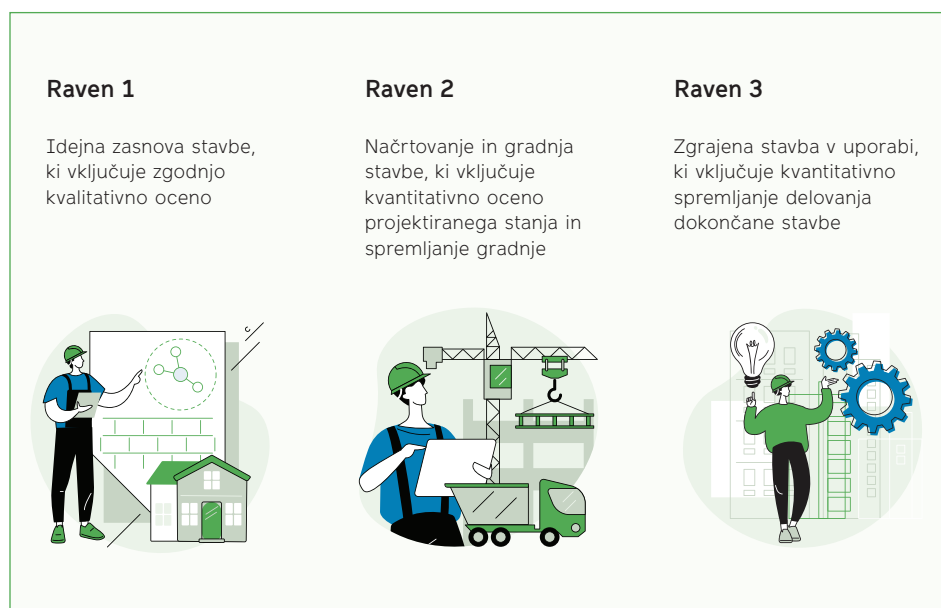 Raven 1
Idejna zasnova stavbe,
ki vključuje zgodnjo
kvalitativno oceno
Raven 2
Načrtovanje in gradnja
stavbe, ki vključuje
kvantitativno oceno
projektiranega stanja in
spremljanje gradnje
Raven 3
Zgrajena stavba v uporabi,
ki vključuje kvantitativno
spremljanje delovanja
dokončane stavbe